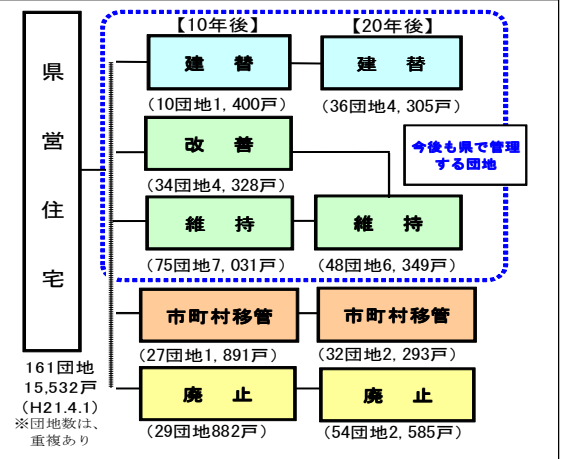 【10年後】
【20年後】
県営住宅
建　替
建　替
(10団地1, 400戸)
(36団地4, 305戸)
改　善
(34団地4, 328戸)
今後も県で管理
する団地
維　持
維　持
(75団地7, 031戸)
(48団地6, 349戸)
市町村移管
市町村移管
(27団地1, 891戸)
(32団地2, 293戸)
161団地
15,532戸
(H21.4.1)
※団地数は、
重複あり
廃　止
廃　止
(29団地882戸)
(54団地2, 585戸)